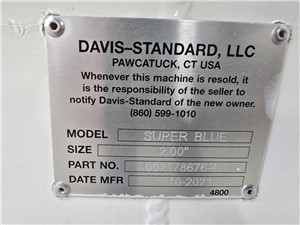 DAVIS-STANDARD, LLC
PAWCATUCK, CT USA
Whenever this machine is resold, it
is the responsibility of the seller to
notify Davis-Standard of the new owner.
(860) 599-1010
MODEL SUPER BLUE
SIZE 2.00"
PART NO.
DATE MFR 10-2021
4800